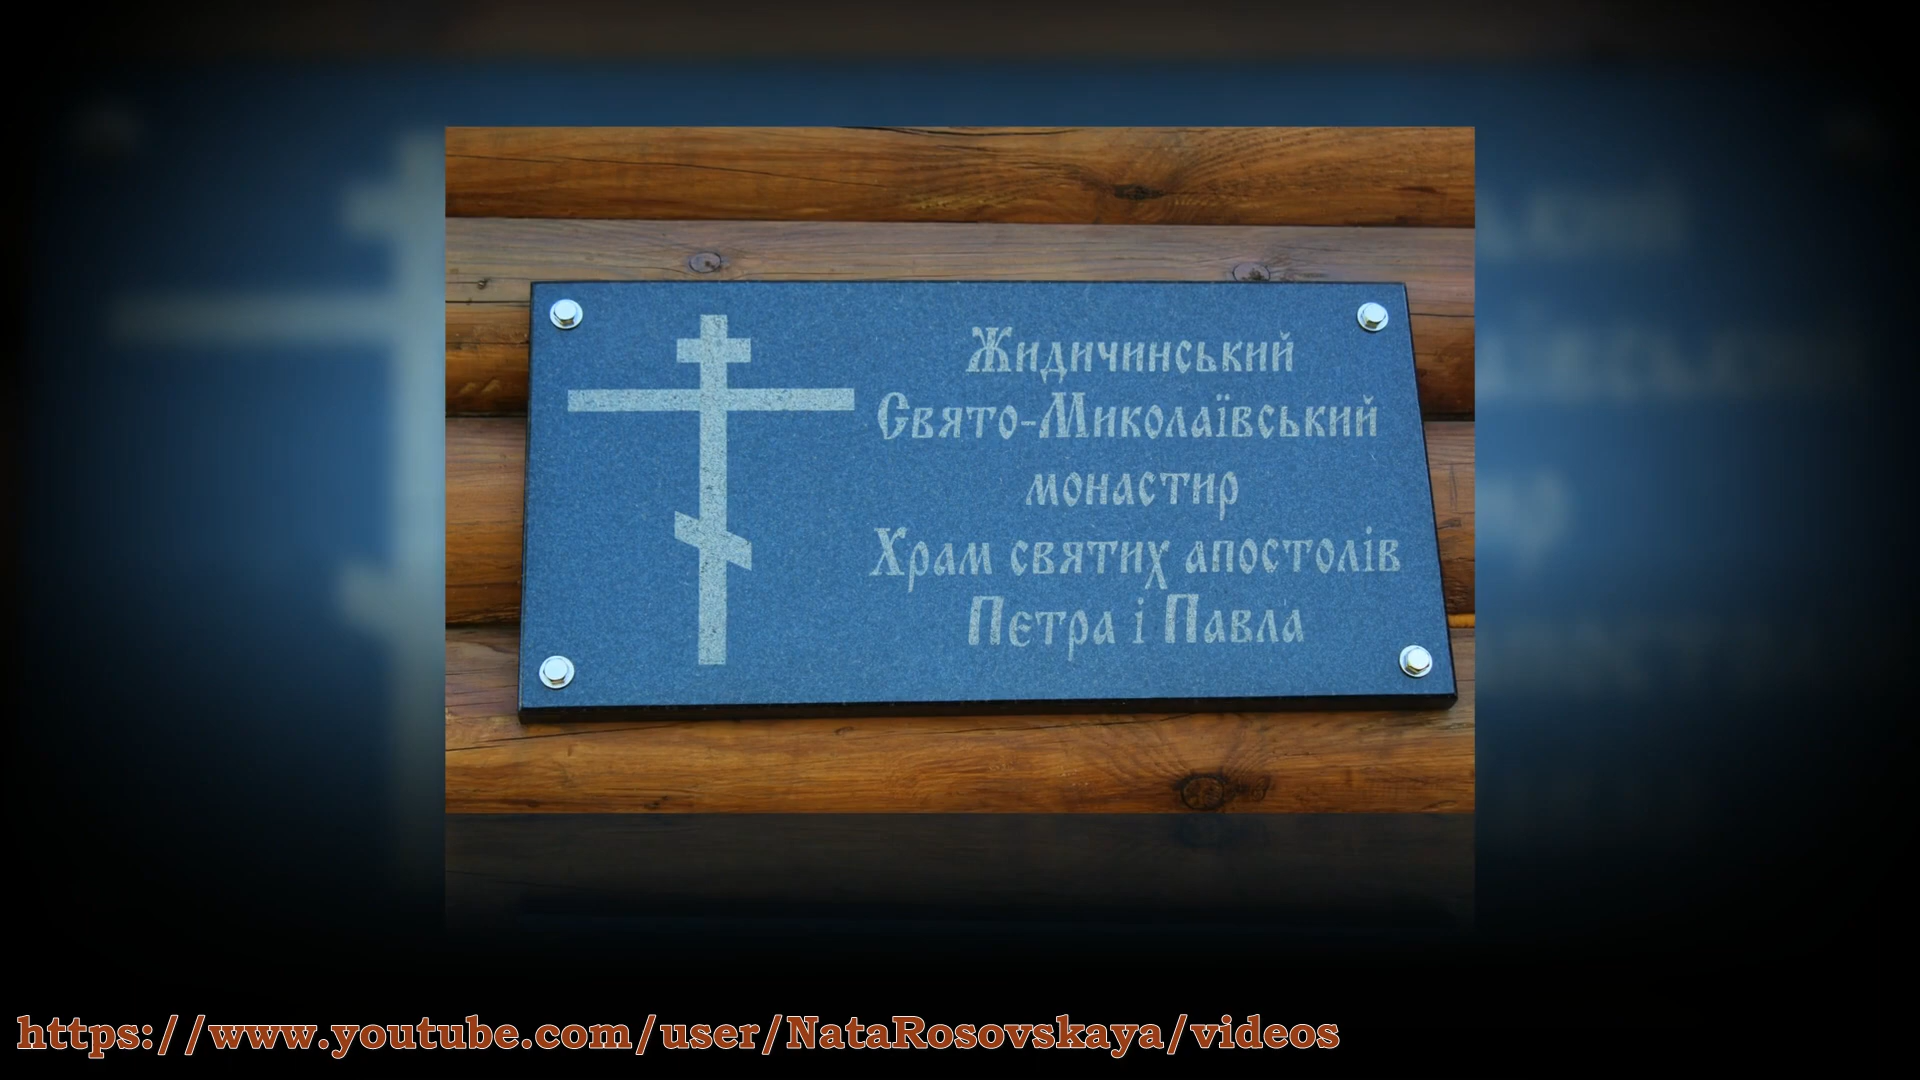 Жидичинський
Свято-Миколаївський
монастир
Храм святих апостолів
Петра і Павла
https://www.youtube.com/user/NataRosovskaya/videos